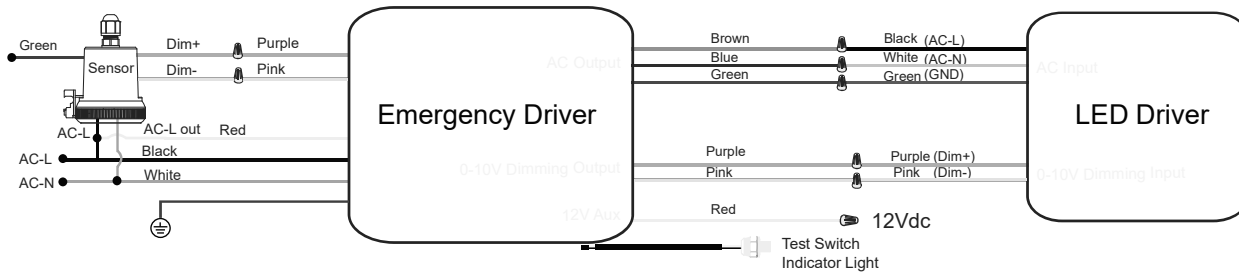 Green
Dim+
Purple
Sensor
Dim-
Pink
AC-L
AC-L out
Red
AC-L
Black
AC-N
White
Emergency Driver
AC Output
0-10V Dimming Output
12V Aux
Brown
Black (AC-L)
Blue
White (AC-N)
Green
Green (GND)
Purple
Purple (Dim+)
Pink
Pink (Dim-)
Red
12Vdc
Test Switch
Indicator Light
AC Input
LED Driver
0-10V Dimming Input